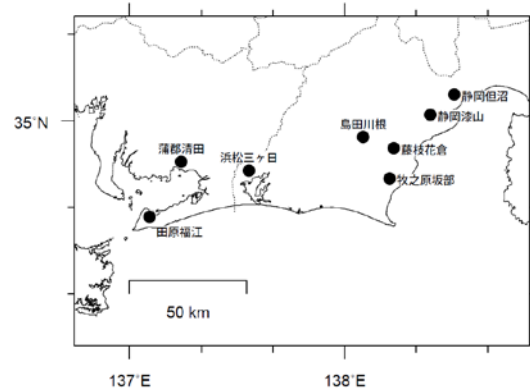 静岡但沼
静岡漆山
35˚N
島田川根
藤枝花倉
蒲郡清田
浜松三ヶ日
牧之原坂部
田原福江
50 km
137˚E
138˚E